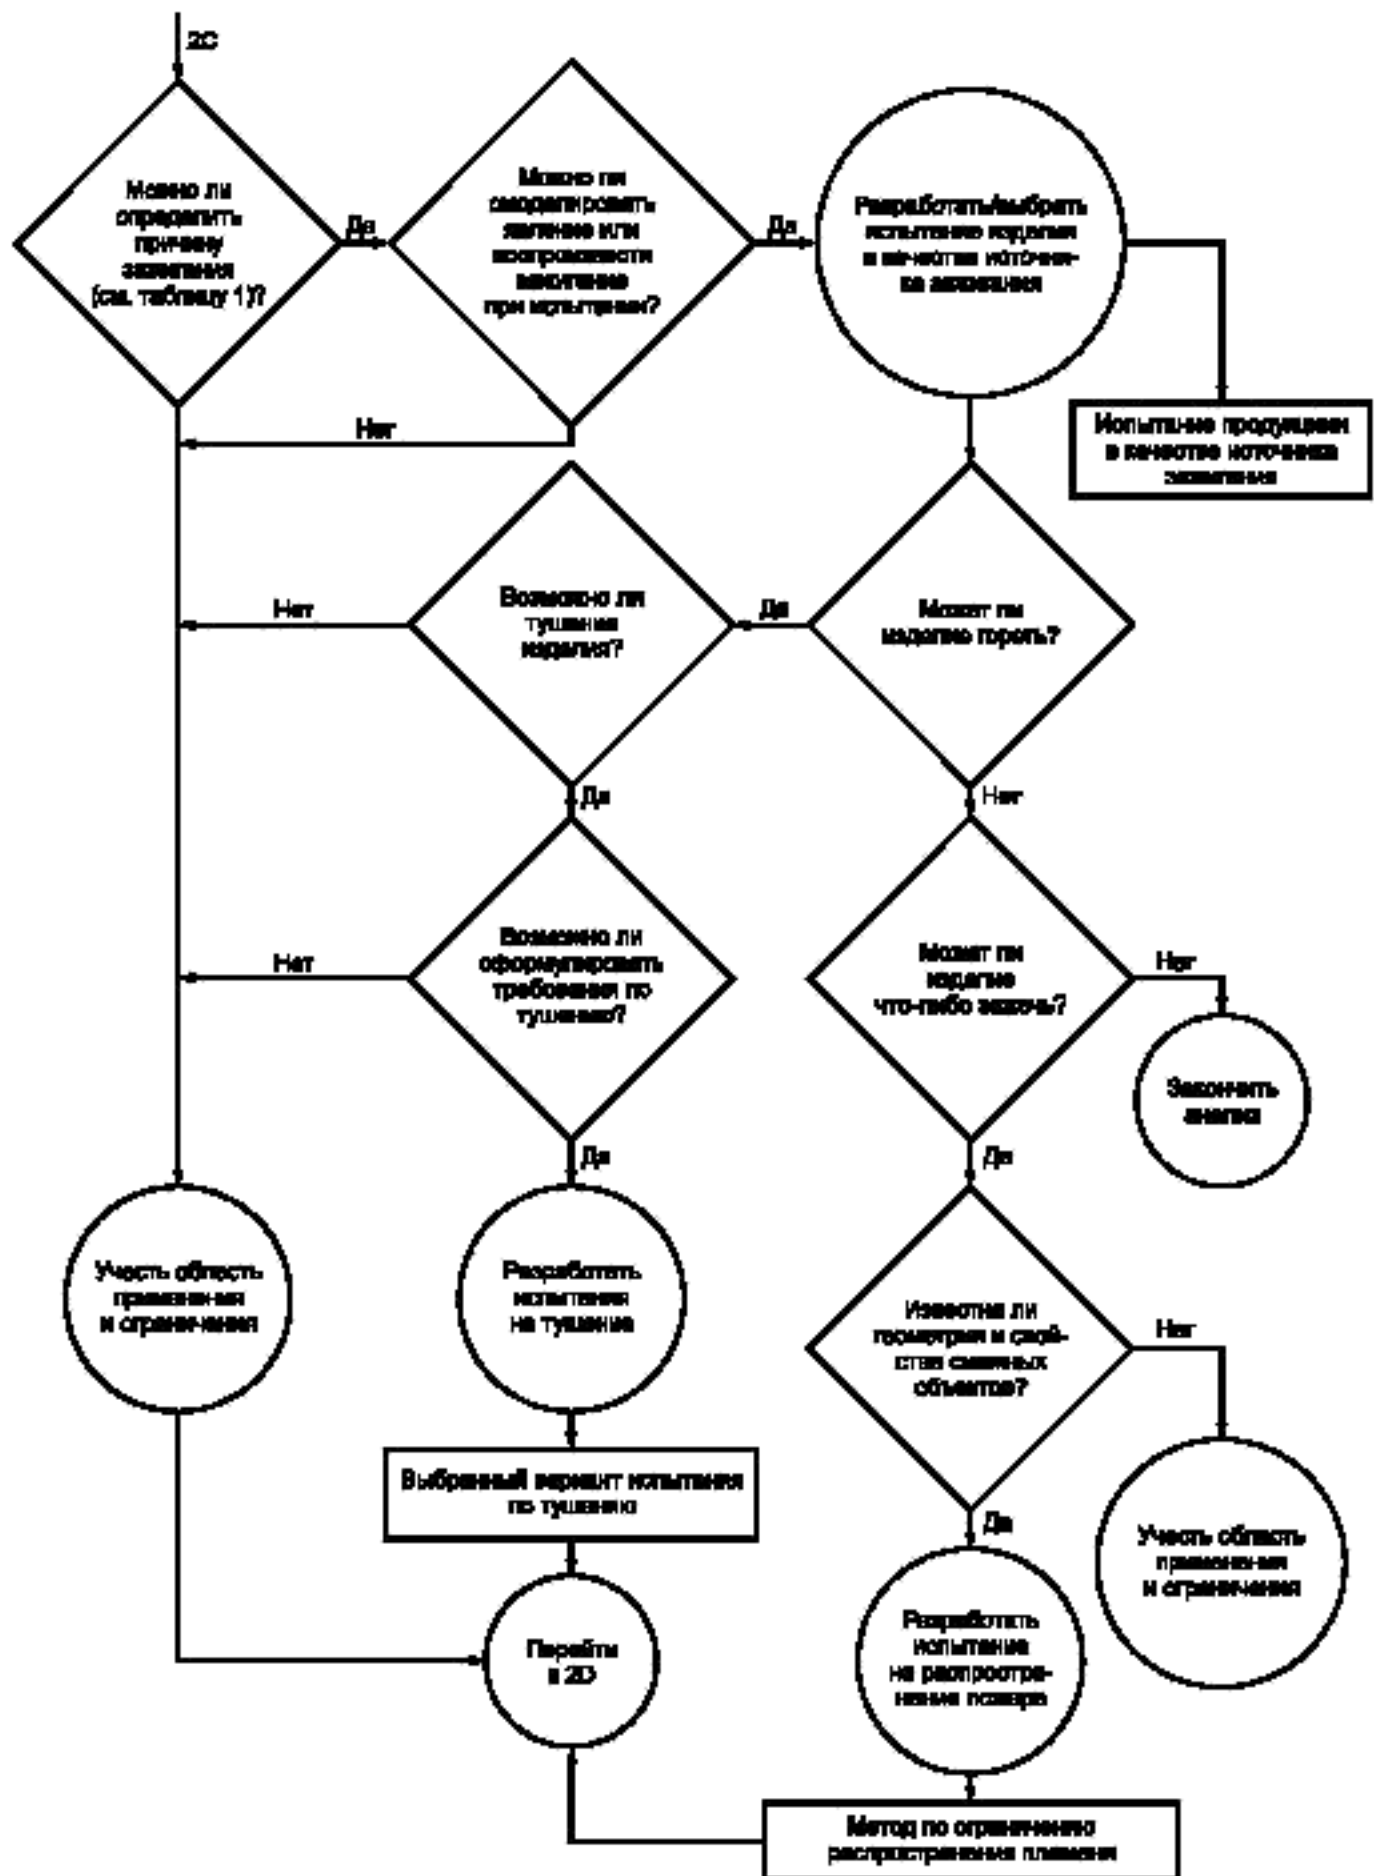 2С
Можно ли
определить
причину
зажигания
(см. таблицу 1)?
Да
Можно ли
смоделировать
явление или
воспроизвести
зажигание
при испытании?
Да
Разработать/выбрать
испытание изделия
в качестве источни-
ка зажигания
Нет
Испытание продукции
в качестве источника
зажигания
Нет
Возможно ли
тушение
изделия?
Да
Может ли
изделие гореть?
Да
Нет
Нет
Возможно ли
сформулировать
требования по
тушению?
Может ли
изделие
что-либо зажечь?
Нет
Закончить
анализ
Да
Да
Учесть область
применения
и ограничения
Разработать
испытания
на тушение
Известна ли
геометрия и свой-
ства смежных
объектов?
Нет
Выбранный вариант испытания
по тушению
Да
Учесть область
применения
и ограничения
Перейти
в 2D
Разработать
испытание
на распростра-
нение пожара
Метод по ограничению
распространения пламени